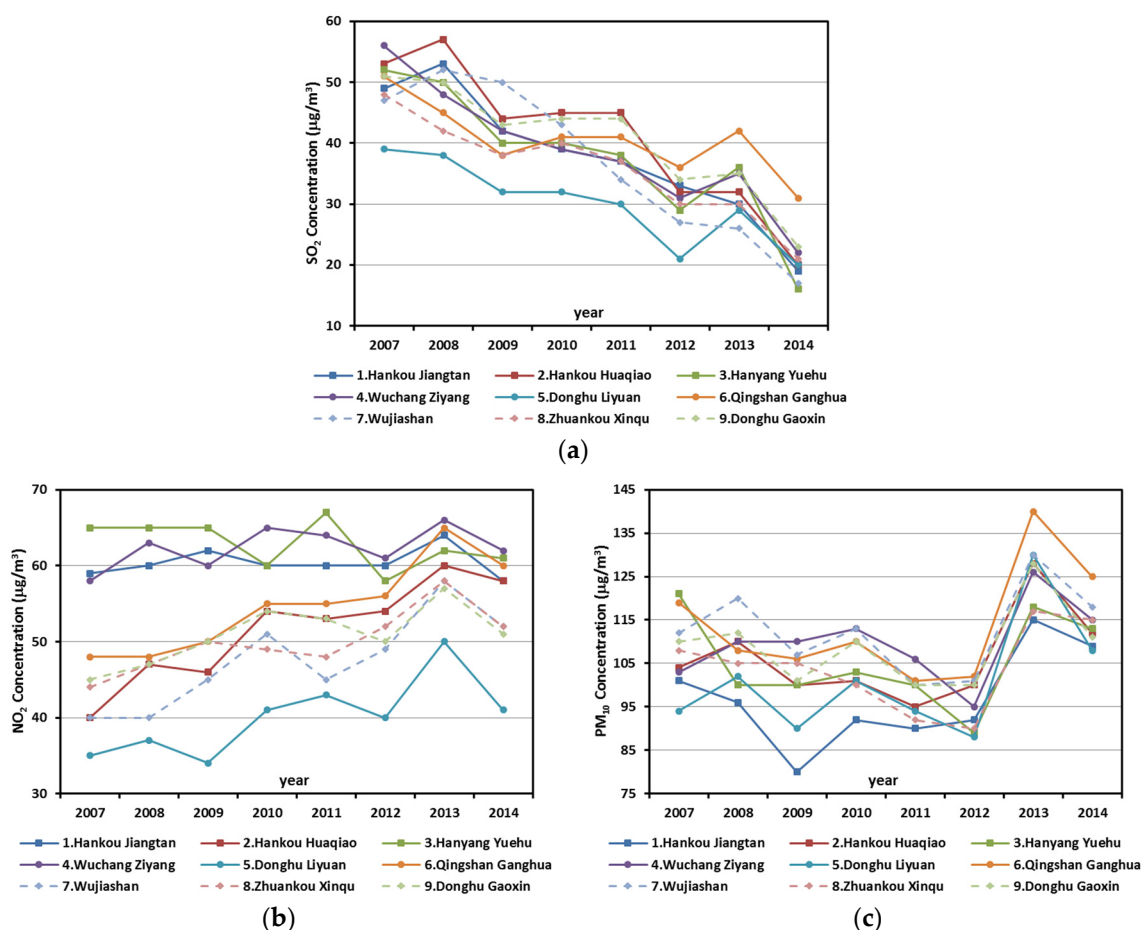 60
50
40
30
20
10
SO₂ Concentration (µg/m³)
year
2007 2008 2009 2010 2011 2012 2013 2014
1.Hankou Jiangtan 2.Hankou Huaqiao 3.Hanyang Yuehu
4.Wuchang Ziyang 5.Donghu Liyuan 6.Qingshan Ganghua
7.Wujiashan 8.Zhuankou Xinqu 9.Donghu Gaoxin
(a)
70
60
50
40
30
NO₂ Concentration (µg/m³)
year
2007 2008 2009 2010 2011 2012 2013 2014
1.Hankou Jiangtan 2.Hankou Huaqiao 3.Hanyang Yuehu
4.Wuchang Ziyang 5.Donghu Liyuan 6.Qingshan Ganghua
7.Wujiashan 8.Zhuankou Xinqu 9.Donghu Gaoxin
(b)
145
135
125
115
105
95
85
75
PM₁₀ Concentration (µg/m³)
year
2007 2008 2009 2010 2011 2012 2013 2014
1.Hankou Jiangtan 2.Hankou Huaqiao 3.Hanyang Yuehu
4.Wuchang Ziyang 5.Donghu Liyuan 6.Qingshan Ganghua
7.Wujiashan 8.Zhuankou Xinqu 9.Donghu Gaoxin
(c)